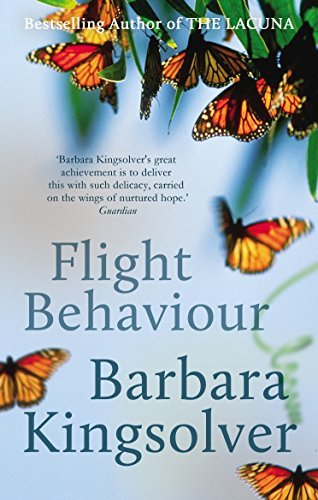 Bestselling Author of THE LACUNA
'Barbara Kingsolver's great
achievement is to deliver
this with such delicacy, carried
on the wings of nurtured hope.'
Guardian
Flight
Behaviour
Barbara
Kingsolver